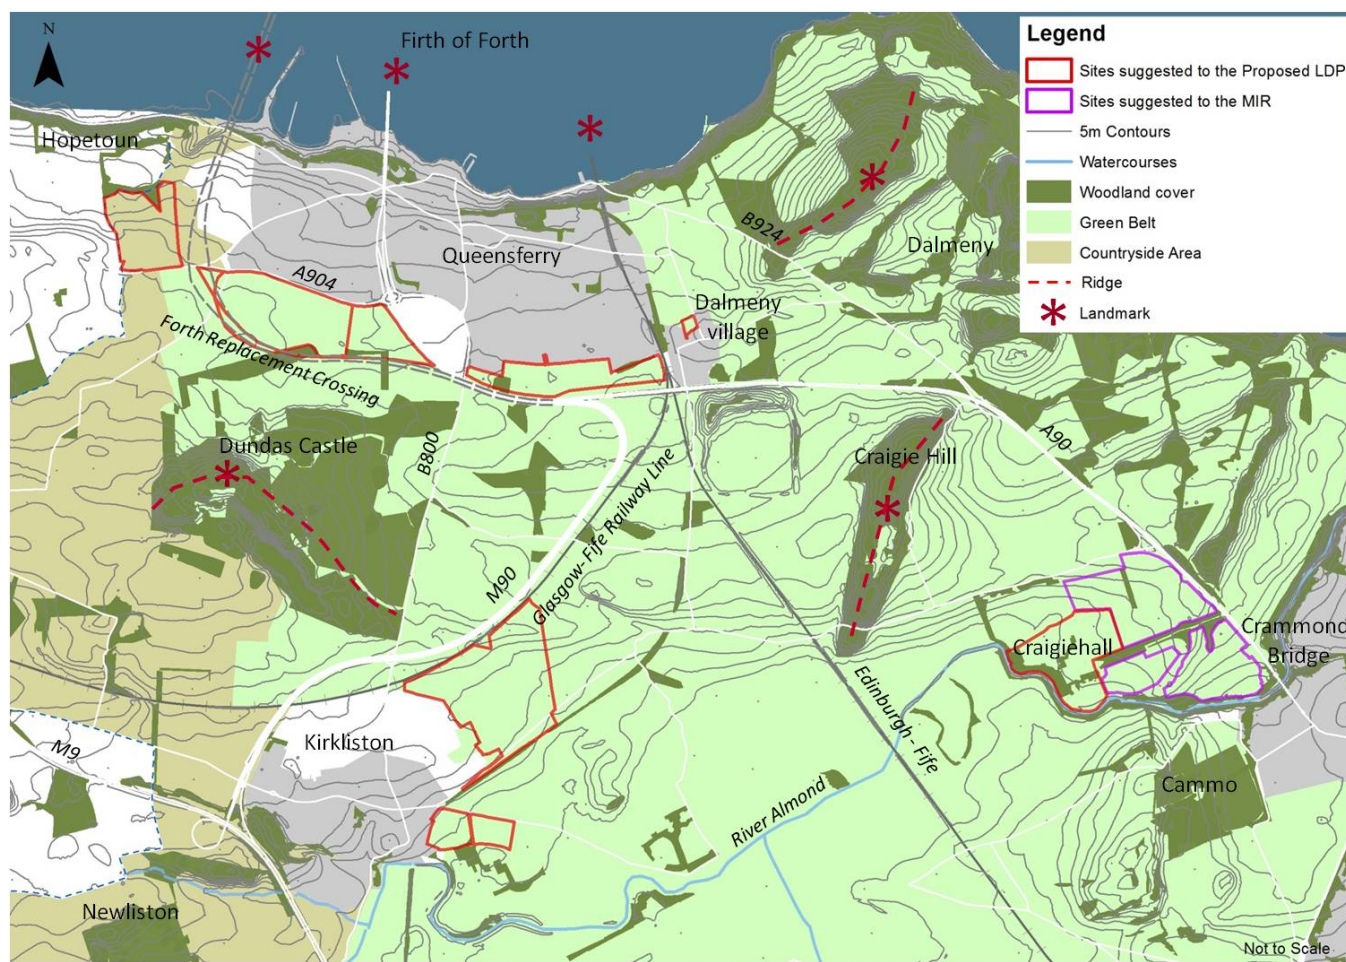 N
Firth of Forth
Hopetoun
Queensferry
A904
B924
Dalmeny
Dalmeny
village
Forth Replacement Crossing
Dundas Castle
B800
M90
Glasgow- Fife Railway Line
Craigie Hill
A90
Craigiehall
Crammond
Bridge
Edinburgh - Fife
Kirkliston
M9
River Almond
Cammo
Newliston
Not to Scale
Legend
Sites suggested to the Proposed LDP
Sites suggested to the MIR
5m Contours
Watercourses
Woodland cover
Green Belt
Countryside Area
Ridge
Landmark